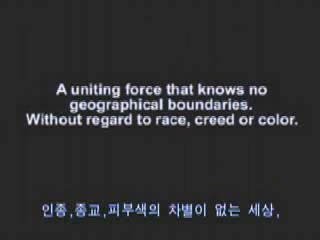 A uniting force that knows no
geographical boundaries.
Without regard to race, creed or color.
인종,종교,피부색의 차별이 없는 세상,